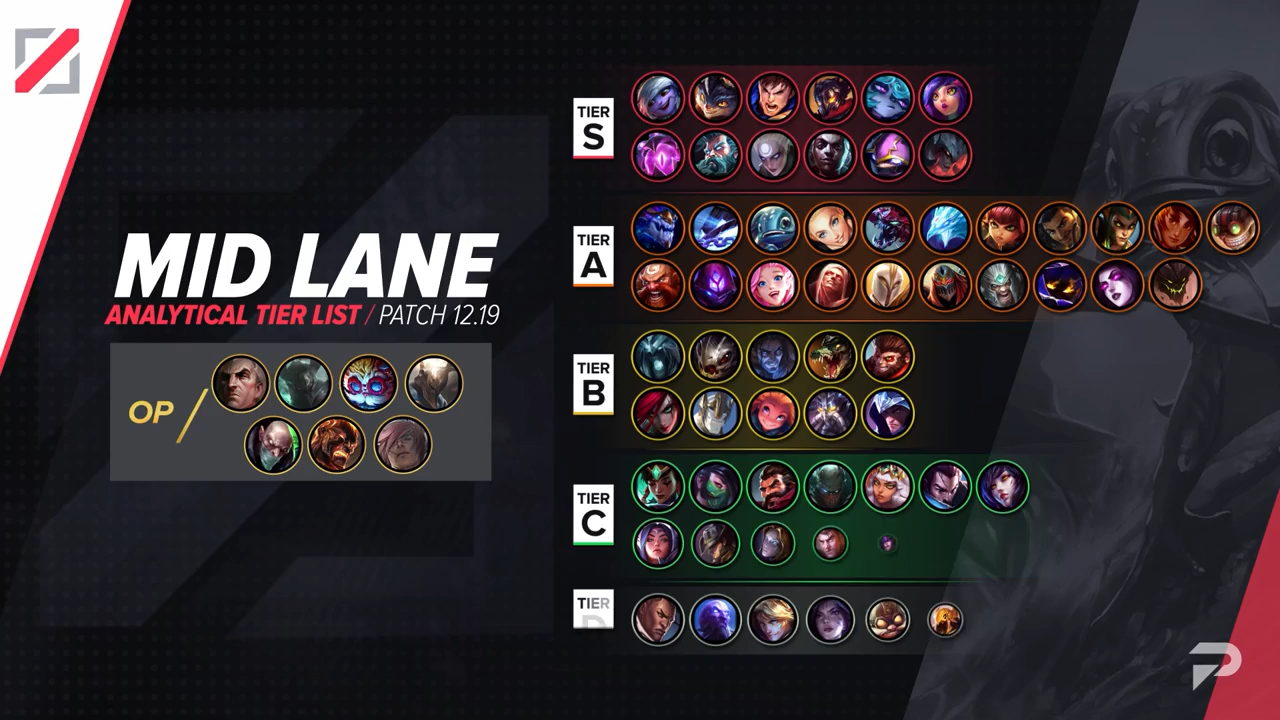 MID LANE
ANALYTICAL TIER LIST / PATCH 12.19
OP /
TIER
S
TIER
A
TIER
B
TIER
C
TIER
D